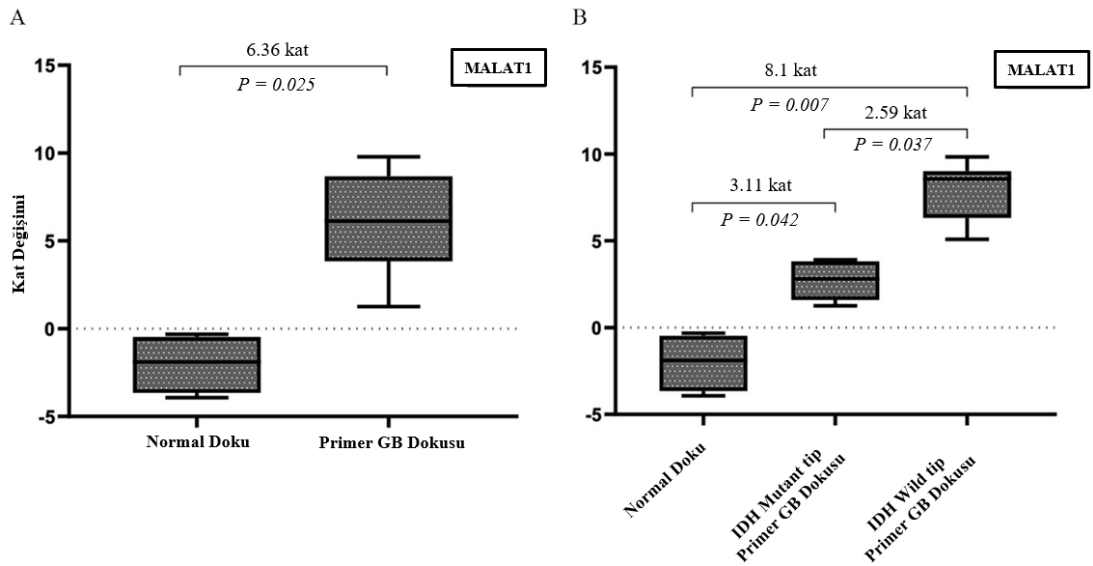 A
6.36 kat
P = 0.025
MALAT1
15
10
5
0
-5
Kat Değişimi
Normal Doku
Primer GB Dokusu
B
8.1 kat
P = 0.007
MALAT1
2.59 kat
P = 0.037
3.11 kat
P = 0.042
15
10
5
0
-5
Normal Doku
IDH Mutant tip
Primer GB Dokusu
IDH Wild tip
Primer GB Dokusu